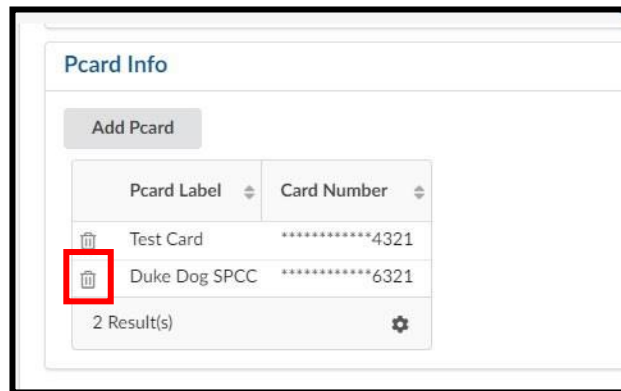 Pcard Info
Add Pcard
Pcard Label Card Number
Test Card ************4321
Duke Dog SPCC ************6321
2 Result(s)